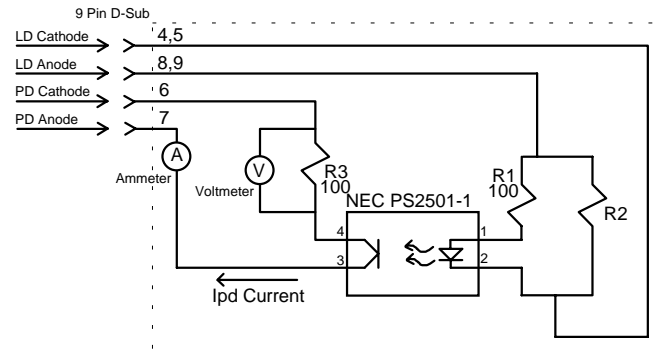 9 Pin D-Sub
LD Cathode 4,5
LD Anode 8,9
PD Cathode 6
PD Anode 7
A
Ammeter
V
Voltmeter
R3
100
R1
100
R2
NEC PS2501-1
4 1
3 2
Ipd Current